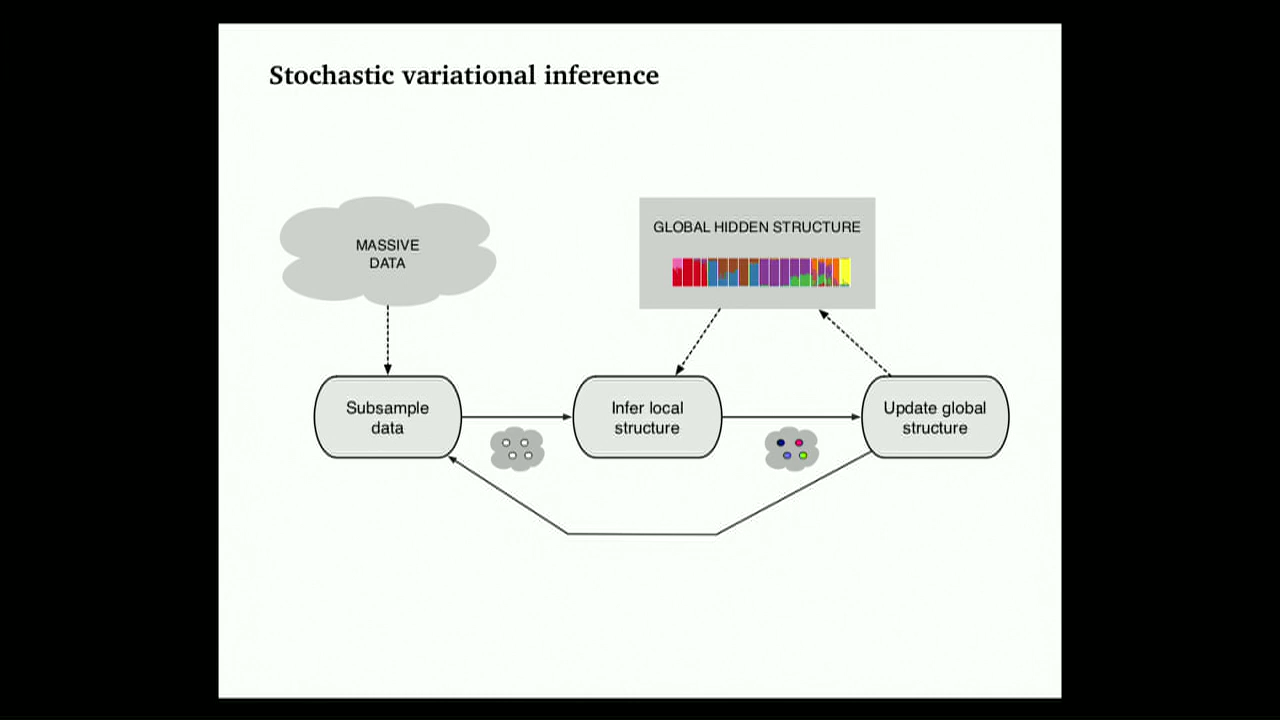 Stochastic variational inference
MASSIVE
DATA
GLOBAL HIDDEN STRUCTURE
Subsample
data
Infer local
structure
Update global
structure